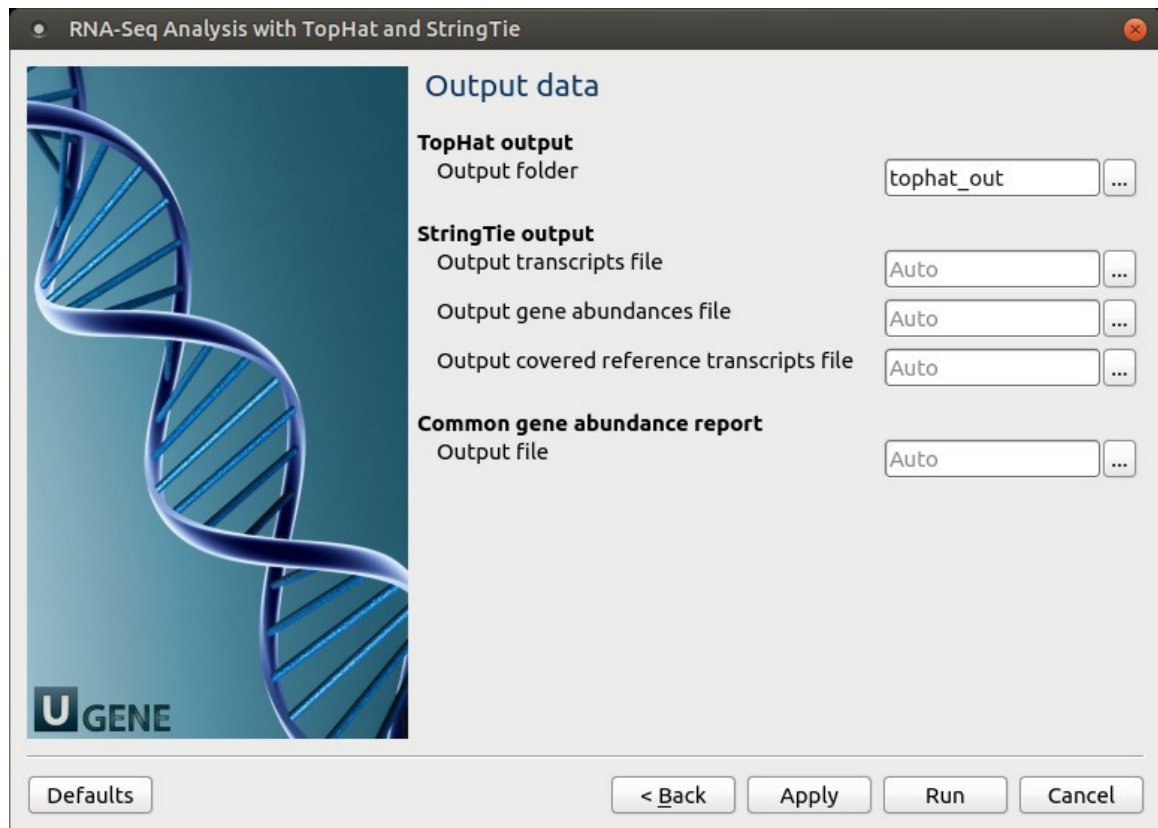 RNA-Seq Analysis with TopHat and StringTie
Output data
TopHat output
Output folder
tophat_out
...
StringTie output
Output transcripts file
Auto
...
Output gene abundances file
Auto
...
Output covered reference transcripts file
Auto
...
Common gene abundance report
Output file
Auto
...
U GENE
Defaults
< Back
Apply
Run
Cancel